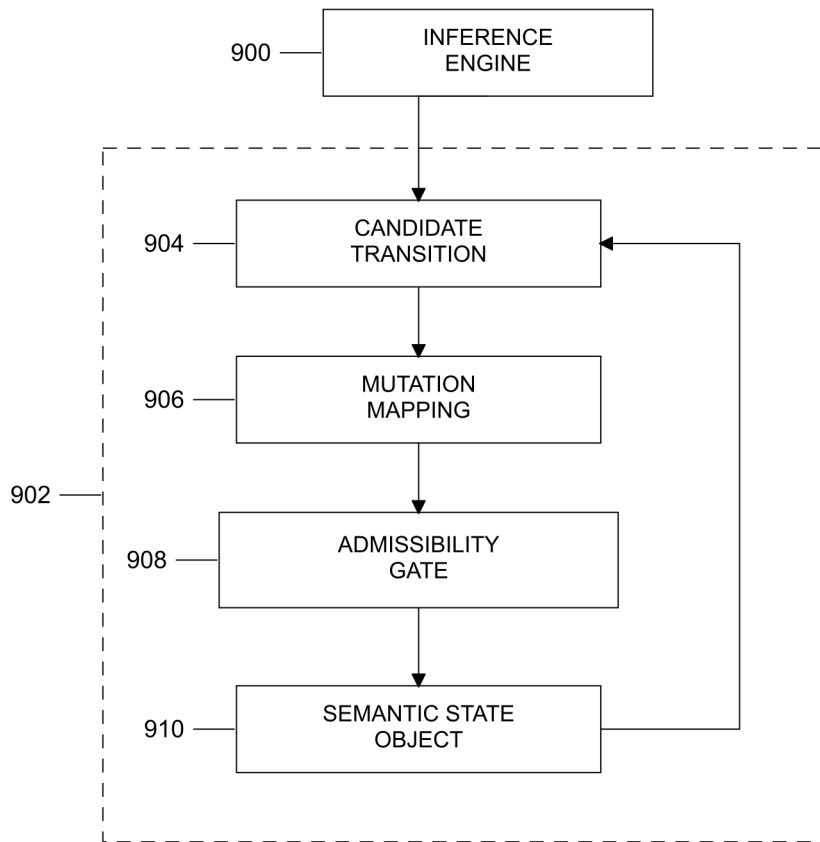 900
INFERENCE
ENGINE
904
CANDIDATE
TRANSITION
906
MUTATION
MAPPING
902
908
ADMISSIBILITY
GATE
910
SEMANTIC STATE
OBJECT